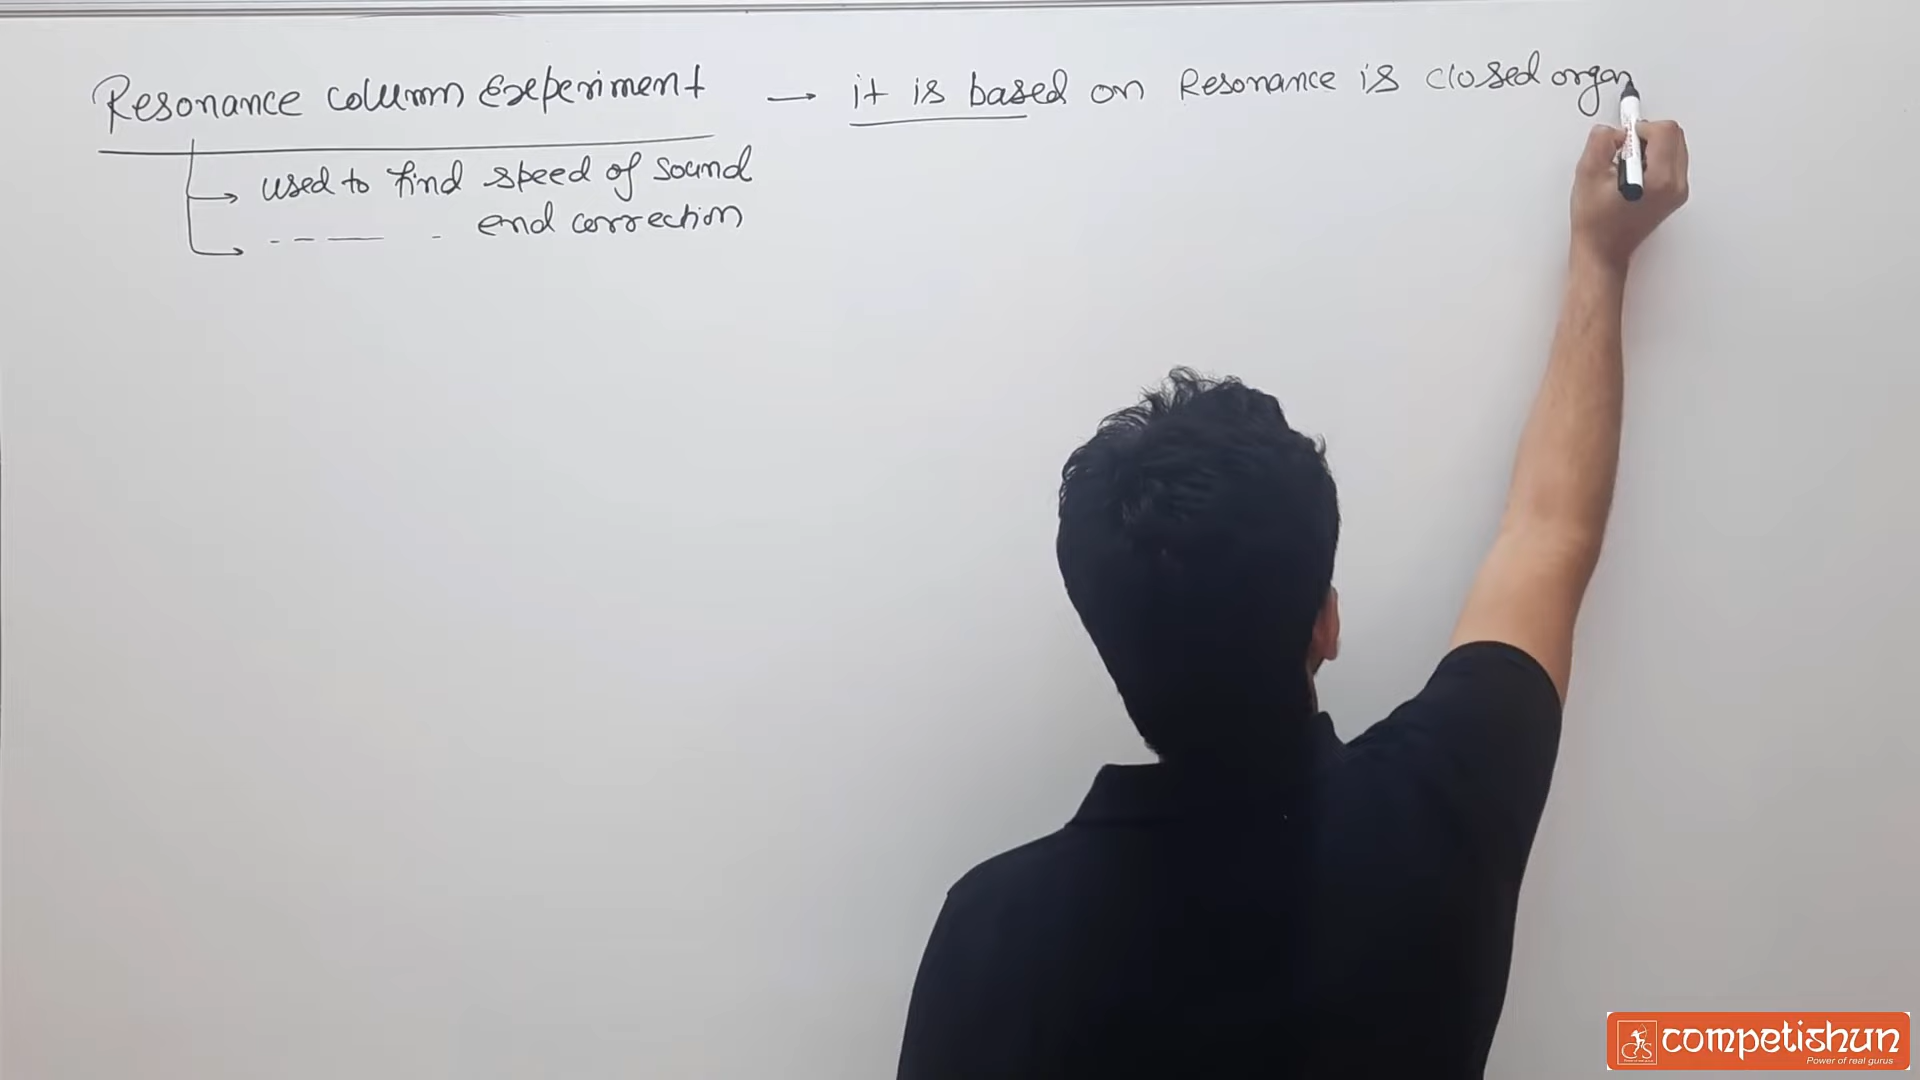 Resonance column Experiment → it is based on Resonance is closed organ
→ used to find speed of sound
→ - - — - end correction
competishun
Power of real gurus